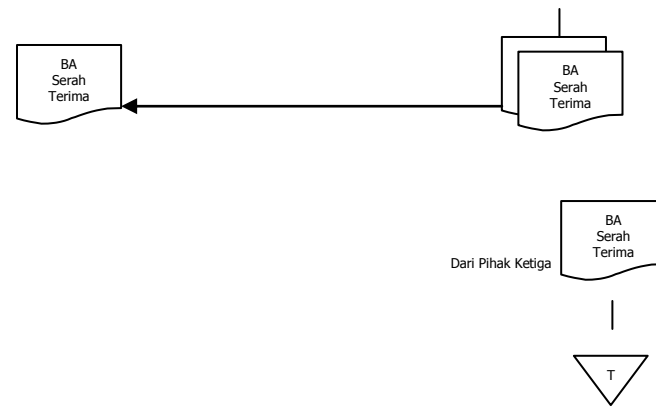 BA
Serah
Terima
BA
Serah
Terima
BA
Serah
Terima
Dari Pihak Ketiga
T